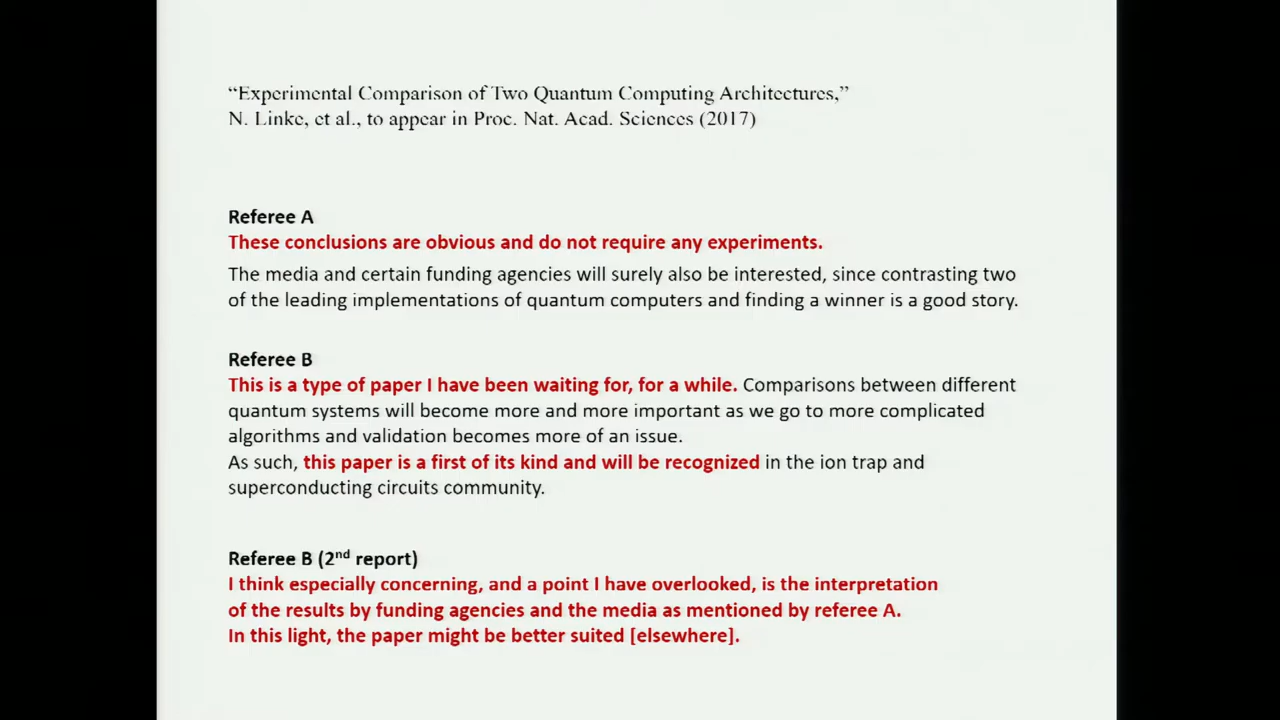 “Experimental Comparison of Two Quantum Computing Architectures,”
N. Linke, et al., to appear in Proc. Nat. Acad. Sciences (2017)
Referee A
These conclusions are obvious and do not require any experiments.
The media and certain funding agencies will surely also be interested, since contrasting two
of the leading implementations of quantum computers and finding a winner is a good story.
Referee B
This is a type of paper I have been waiting for, for a while. Comparisons between different
quantum systems will become more and more important as we go to more complicated
algorithms and validation becomes more of an issue.
As such, this paper is a first of its kind and will be recognized in the ion trap and
superconducting circuits community.
Referee B (2nd report)
I think especially concerning, and a point I have overlooked, is the interpretation
of the results by funding agencies and the media as mentioned by referee A.
In this light, the paper might be better suited [elsewhere].